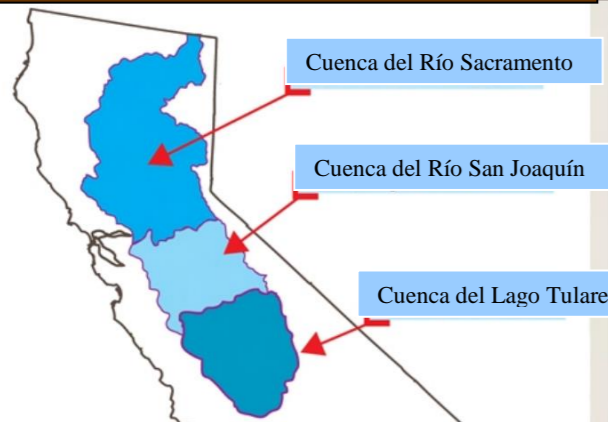 Cuenca del Río Sacramento
Cuenca del Río San Joaquín
Cuenca del Lago Tulare